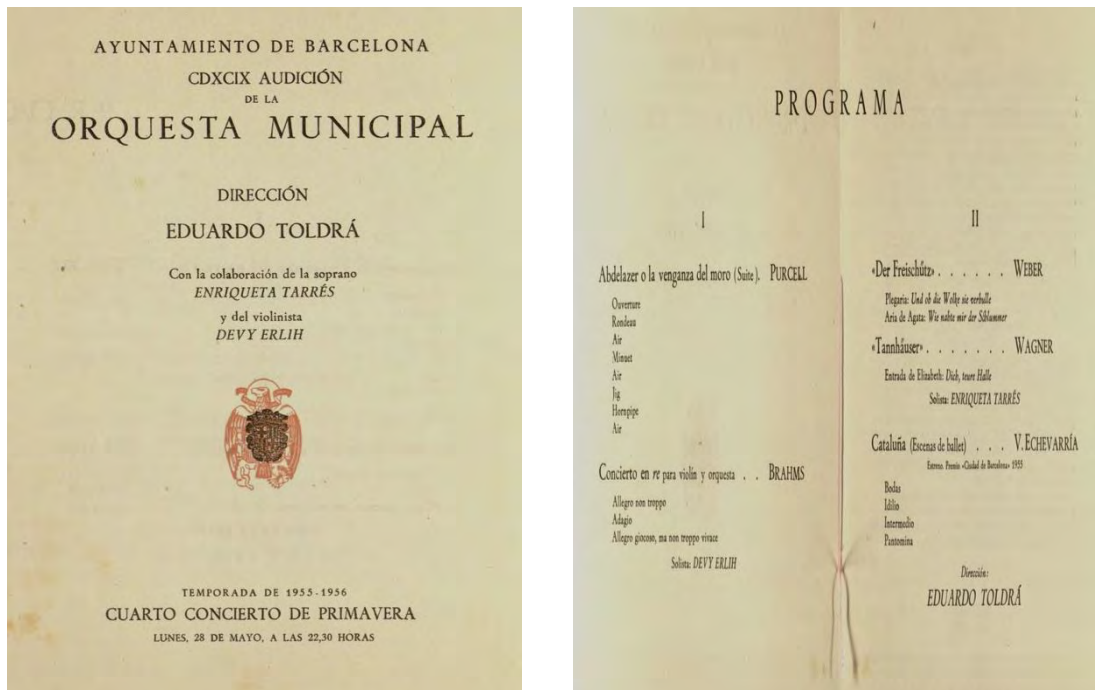 AYUNTAMIENTO DE BARCELONA
CDXCIX AUDICIÓN
DE LA
ORQUESTA MUNICIPAL
DIRECCIÓN
EDUARDO TOLDRÁ
Con la colaboración de la soprano
ENRIQUETA TARRÉS
y del violinista
DEVY ERLIH
TEMPORADA DE 1955-1956
CUARTO CONCIERTO DE PRIMAVERA
LUNES, 28 DE MAYO, A LAS 22,30 HORAS
PROGRAMA
I
Abdelazer o la venganza del moro (Suite). PURCELL
Ouverture
Rondeau
Air
Minuet
Air
Jig
Hornpipe
Air
Concierto en re para violín y orquesta . . BRAHMS
Allegro non troppo
Adagio
Allegro giocoso, ma non troppo vivace
Solista: DEVY ERLIH
II
«Der Freischútz» . . . . . . WEBER
Plegaria: Und ob die Wolke sie verhulle
Aria de Agata: Wie nahte mir der Schlummer
«Tannháuser» . . . . . . . WAGNER
Entrada de Elisabeth: Dich, teure Halle
Solista: ENRIQUETA TARRÉS
Cataluña (Escenas de ballet) . . . V. ECHEVARRÍA
Estreno Premio «Ciudad de Barcelona» 1955
Bodas
Idilio
Intermedio
Pantomina
Dirección:
EDUARDO TOLDRÁ